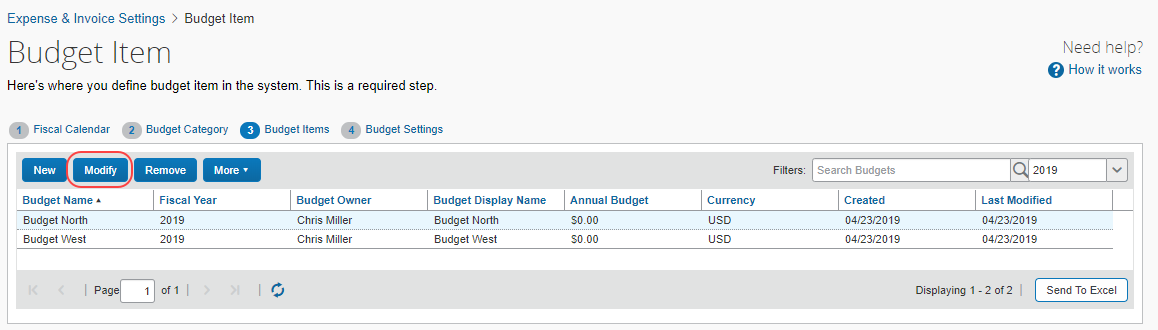 Expense & Invoice Settings > Budget Item
Budget Item
Need help?
? How it works
Here's where you define budget item in the system. This is a required step.
1 Fiscal Calendar 2 Budget Category 3 Budget Items 4 Budget Settings
New Modify Remove More Filters: Search Budgets 2019
Budget Name Fiscal Year Budget Owner Budget Display Name Annual Budget Currency Created Last Modified
Budget North 2019 Chris Miller Budget North $0.00 USD 04/23/2019 04/23/2019
Budget West 2019 Chris Miller Budget West $0.00 USD 04/23/2019 04/23/2019
Page 1 of 1 Displaying 1 - 2 of 2 Send To Excel